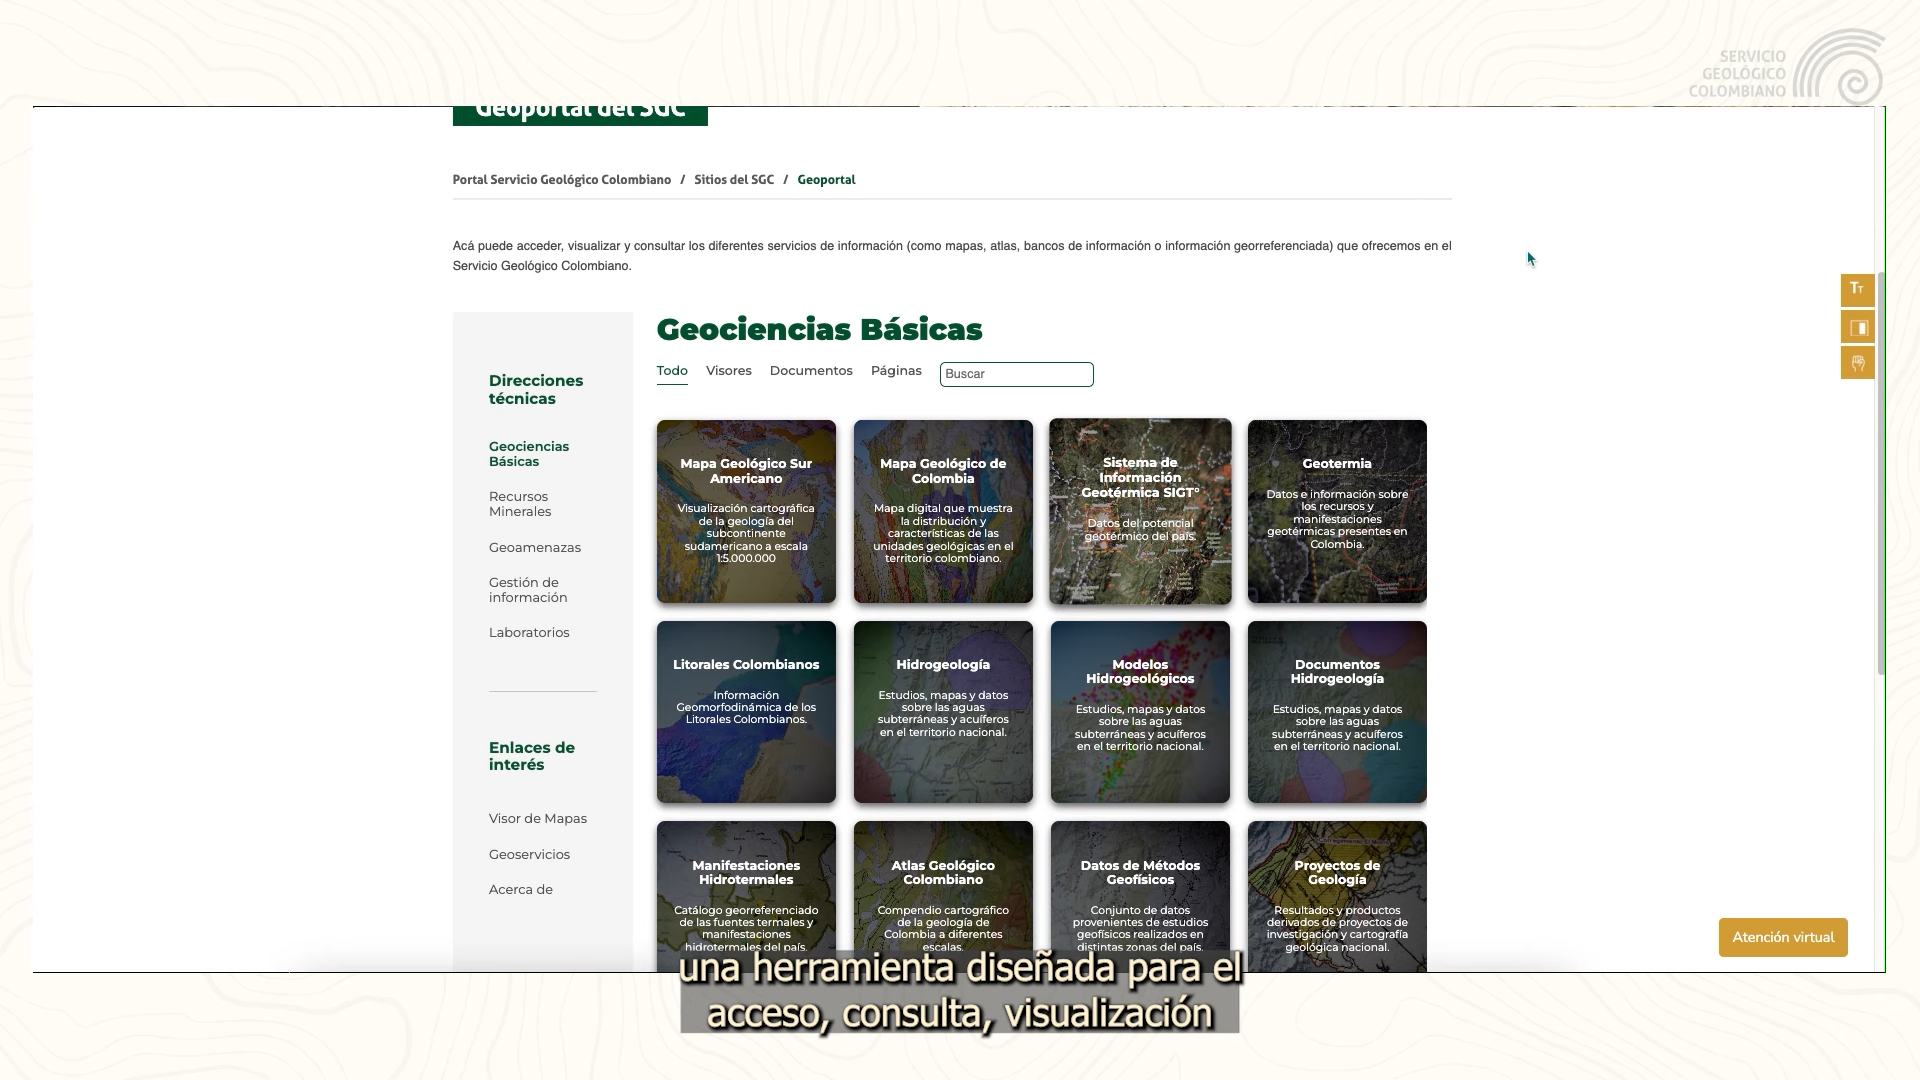 SERVICIO
GEOLÓGICO
COLOMBIANO
Geoportal del SGC
Portal Servicio Geológico Colombiano / Sitios del SGC / Geoportal
Acá puede acceder, visualizar y consultar los diferentes servicios de información (como mapas, atlas, bancos de información o información georreferenciada) que ofrecemos en el
Servicio Geológico Colombiano.
Direcciones
técnicas
Geociencias
Básicas
Recursos
Minerales
Geoamenazas
Gestión de
información
Laboratorios
Enlaces de
interés
Visor de Mapas
Geoservicios
Acerca de
Geociencias Básicas
Todo Visores Documentos Páginas Buscar
Mapa Geológico Sur
Americano
Visualización cartográfica
de la geología del
subcontinente
sudamericano a escala
1:5.000.000
Mapa Geológico de
Colombia
Mapa digital que muestra
la distribución y
características de las
unidades geológicas en el
territorio colombiano.
Sistema de
Información
Geotérmica SIGT°
Datos del potencial
geotérmico del país.
Geotermia
Datos e información sobre
los recursos y
manifestaciones
geotérmicas presentes en
Colombia.
Litorales Colombianos
Información
Geomorfodinámica de los
Litorales Colombianos.
Hidrogeología
Estudios, mapas y datos
sobre las aguas
subterráneas y acuíferos
en el territorio nacional.
Modelos
Hidrogeológicos
Estudios, mapas y datos
sobre las aguas
subterráneas y acuíferos
en el territorio nacional.
Documentos
Hidrogeología
Estudios, mapas y datos
sobre las aguas
subterráneas y acuíferos
en el territorio nacional.
Manifestaciones
Hidrotermales
Catálogo georreferenciado
de las fuentes termales y
manifestaciones
hidrotermales del país.
Atlas Geológico
Colombiano
Compendio cartográfico
de la geología de
Colombia a diferentes
escalas.
Datos de Métodos
Geofísicos
Conjunto de datos
provenientes de estudios
geofísicos realizados en
distintas zonas del país.
Proyectos de
Geología
Resultados y productos
derivados de proyectos de
investigación y cartografía
geológica nacional.
Tт
Atención virtual
una herramienta diseñada para el
acceso, consulta, visualización